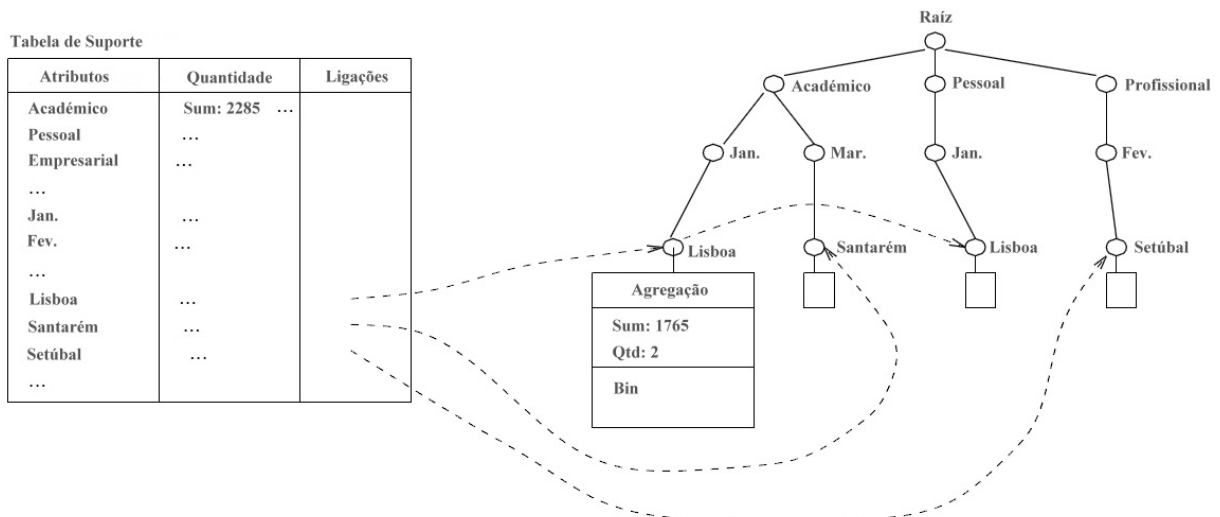 Tabela de Suporte
Atributos Quantidade Ligações
Académico Sum: 2285 ...
Pessoal ...
Empresarial ...
...
Jan. ...
Fev. ...
...
Lisboa ...
Santarém ...
Setúbal ...
...
Raíz
Académico Pessoal Profissional
Jan. Mar. Jan. Fev.
Lisboa Santarém Lisboa Setúbal
Agregação
Sum: 1765
Qtd: 2
Bin